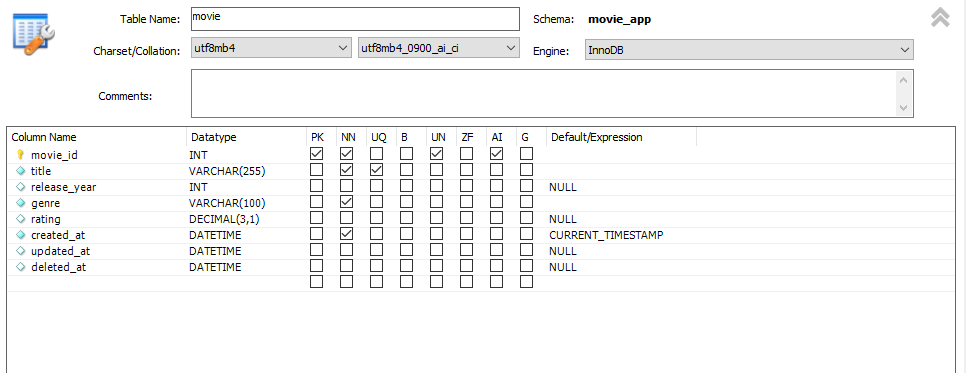 Table Name: movie Schema: movie_app
Charset/Collation: utf8mb4 utf8mb4_0900_ai_ci Engine: InnoDB
Comments:
Column Name Datatype PK NN UQ B UN ZF AI G Default/Expression
movie_id INT
title VARCHAR(255)
release_year INT NULL
genre VARCHAR(100)
rating DECIMAL(3,1) NULL
created_at DATETIME CURRENT_TIMESTAMP
updated_at DATETIME NULL
deleted_at DATETIME NULL